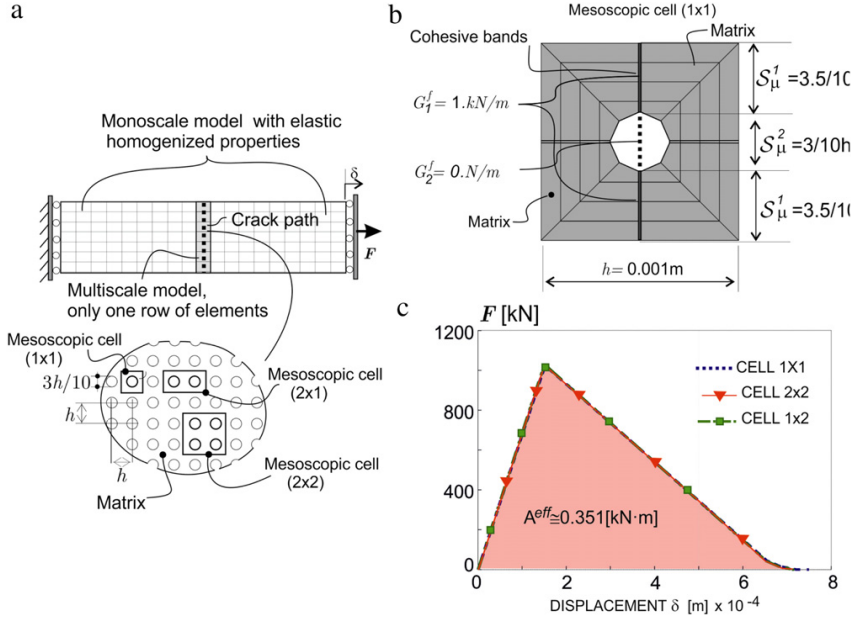 a
Monoscale model with elastic
homogenized properties
δ
Crack path
F
Multiscale model,
only one row of elements
Mesoscopic cell
(1x1)
3h/10
h
h
Mesoscopic cell
(2x1)
Mesoscopic cell
(2x2)
Matrix
b
Mesoscopic cell (1x1)
Cohesive bands
Matrix
G₁ᶠ = 1.kN/m
G₂ᶠ = 0.N/m
Matrix
𝒮μ¹ =3.5/10
𝒮μ² =3/10h
𝒮μ¹ =3.5/10
h = 0.001m
c
F [kN]
1200
800
400
0
0
2
4
6
8
CELL 1X1
CELL 2x2
CELL 1x2
Aᵉᶠᶠ≅0.351[kN·m]
DISPLACEMENT δ [m] x 10⁻⁴